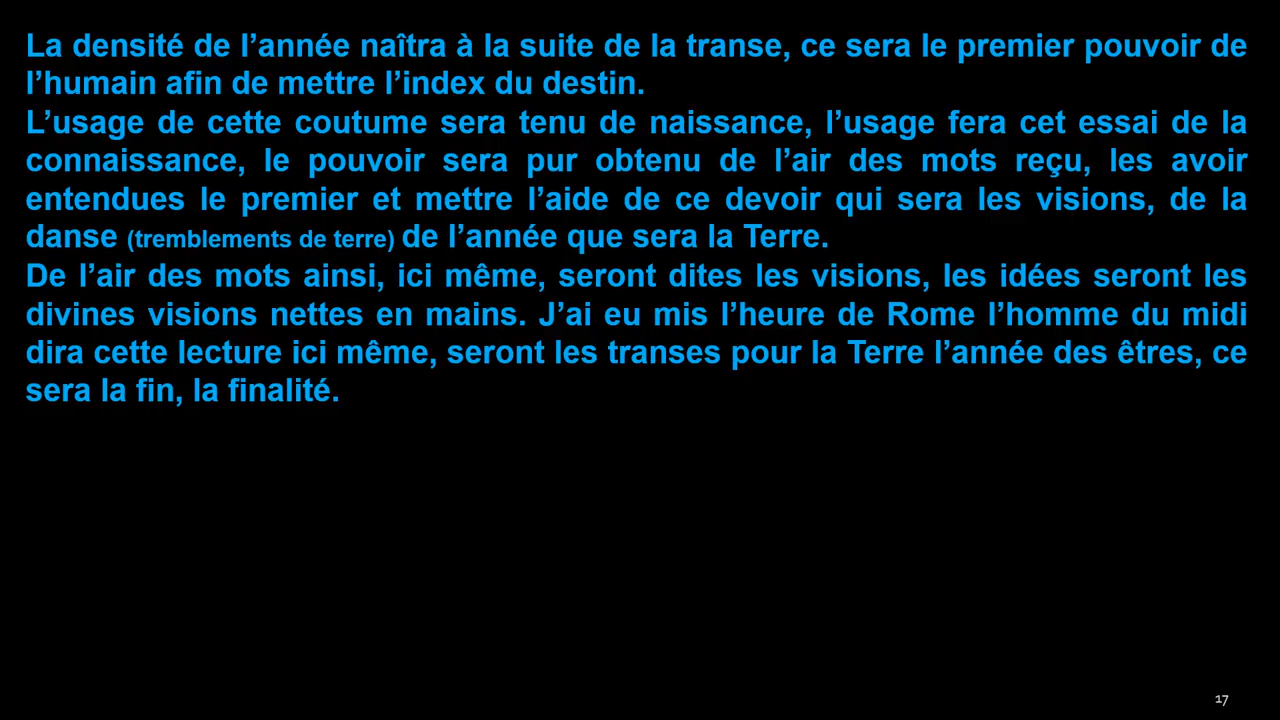 La densité de l’année naîtra à la suite de la transe, ce sera le premier pouvoir de
l’humain afin de mettre l’index du destin.
L’usage de cette coutume sera tenu de naissance, l’usage fera cet essai de la
connaissance, le pouvoir sera pur obtenu de l’air des mots reçu, les avoir
entendues le premier et mettre l’aide de ce devoir qui sera les visions, de la
danse (tremblements de terre) de l’année que sera la Terre.
De l’air des mots ainsi, ici même, seront dites les visions, les idées seront les
divines visions nettes en mains. J’ai eu mis l’heure de Rome l’homme du midi
dira cette lecture ici même, seront les transes pour la Terre l’année des êtres, ce
sera la fin, la finalité.
17